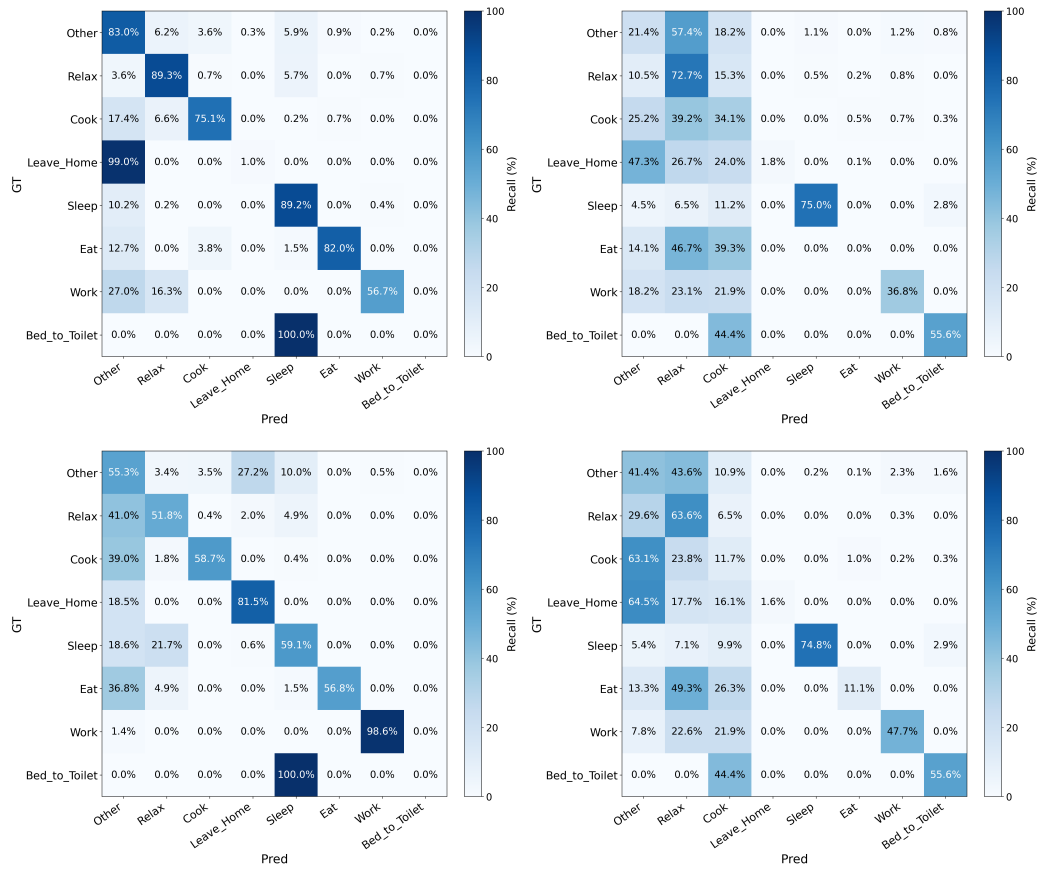 Other 83.0% 6.2% 3.6% 0.3% 5.9% 0.9% 0.2% 0.0%
Relax 3.6% 89.3% 0.7% 0.0% 5.7% 0.0% 0.7% 0.0%
Cook 17.4% 6.6% 75.1% 0.0% 0.2% 0.7% 0.0% 0.0%
Leave_Home 99.0% 0.0% 0.0% 1.0% 0.0% 0.0% 0.0% 0.0%
Sleep 10.2% 0.2% 0.0% 0.0% 89.2% 0.0% 0.4% 0.0%
Eat 12.7% 0.0% 3.8% 0.0% 1.5% 82.0% 0.0% 0.0%
Work 27.0% 16.3% 0.0% 0.0% 0.0% 0.0% 56.7% 0.0%
Bed_to_Toilet 0.0% 0.0% 0.0% 0.0% 100.0% 0.0% 0.0% 0.0%
Other Relax Cook Leave_Home Sleep Eat Work Bed_to_Toilet
Pred
GT
100
80
60
40
20
0
Recall (%)
Other 21.4% 57.4% 18.2% 0.0% 1.1% 0.0% 1.2% 0.8%
Relax 10.5% 72.7% 15.3% 0.0% 0.5% 0.2% 0.8% 0.0%
Cook 25.2% 39.2% 34.1% 0.0% 0.0% 0.5% 0.7% 0.3%
Leave_Home 47.3% 26.7% 24.0% 1.8% 0.0% 0.1% 0.0% 0.0%
Sleep 4.5% 6.5% 11.2% 0.0% 75.0% 0.0% 0.0% 2.8%
Eat 14.1% 46.7% 39.3% 0.0% 0.0% 0.0% 0.0% 0.0%
Work 18.2% 23.1% 21.9% 0.0% 0.0% 0.0% 36.8% 0.0%
Bed_to_Toilet 0.0% 0.0% 44.4% 0.0% 0.0% 0.0% 0.0% 55.6%
Other Relax Cook Leave_Home Sleep Eat Work Bed_to_Toilet
Pred
GT
100
80
60
40
20
0
Recall (%)
Other 55.3% 3.4% 3.5% 27.2% 10.0% 0.0% 0.5% 0.0%
Relax 41.0% 51.8% 0.4% 2.0% 4.9% 0.0% 0.0% 0.0%
Cook 39.0% 1.8% 58.7% 0.0% 0.4% 0.0% 0.0% 0.0%
Leave_Home 18.5% 0.0% 0.0% 81.5% 0.0% 0.0% 0.0% 0.0%
Sleep 18.6% 21.7% 0.0% 0.6% 59.1% 0.0% 0.0% 0.0%
Eat 36.8% 4.9% 0.0% 0.0% 1.5% 56.8% 0.0% 0.0%
Work 1.4% 0.0% 0.0% 0.0% 0.0% 0.0% 98.6% 0.0%
Bed_to_Toilet 0.0% 0.0% 0.0% 0.0% 100.0% 0.0% 0.0% 0.0%
Other Relax Cook Leave_Home Sleep Eat Work Bed_to_Toilet
Pred
GT
100
80
60
40
20
0
Recall (%)
Other 41.4% 43.6% 10.9% 0.0% 0.2% 0.1% 2.3% 1.6%
Relax 29.6% 63.6% 6.5% 0.0% 0.0% 0.0% 0.3% 0.0%
Cook 63.1% 23.8% 11.7% 0.0% 0.0% 1.0% 0.2% 0.3%
Leave_Home 64.5% 17.7% 16.1% 1.6% 0.0% 0.0% 0.0% 0.0%
Sleep 5.4% 7.1% 9.9% 0.0% 74.8% 0.0% 0.0% 2.9%
Eat 13.3% 49.3% 26.3% 0.0% 0.0% 11.1% 0.0% 0.0%
Work 7.8% 22.6% 21.9% 0.0% 0.0% 0.0% 47.7% 0.0%
Bed_to_Toilet 0.0% 0.0% 44.4% 0.0% 0.0% 0.0% 0.0% 55.6%
Other Relax Cook Leave_Home Sleep Eat Work Bed_to_Toilet
Pred
GT
100
80
60
40
20
0
Recall (%)